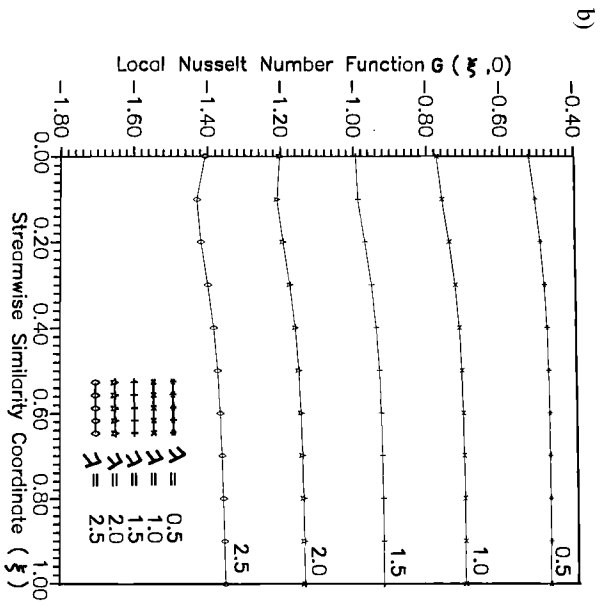 b)
Local Nusselt Number Function G ( ξ ,0)
-0.40
-0.60
-0.80
-1.00
-1.20
-1.40
-1.60
-1.80
0.00 0.20 0.40 0.60 0.80 1.00
Streamwise Similarity Coordinate ( ξ )
0.5
1.0
1.5
2.0
2.5
λ = 0.5
λ = 1.0
λ = 1.5
λ = 2.0
λ = 2.5